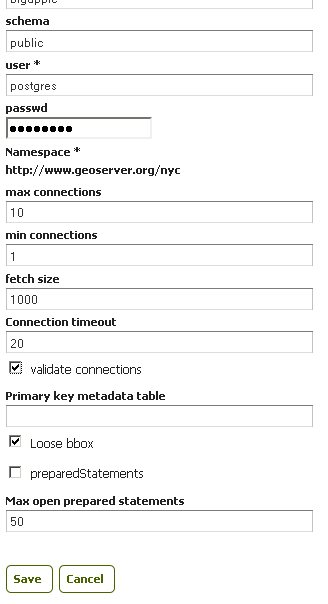 schema
public
user *
postgres
passwd
●●●●●●●●
Namespace *
http://www.geoserver.org/nyc
max connections
10
min connections
1
fetch size
1000
Connection timeout
20
validate connections
Primary key metadata table
Loose bbox
preparedStatements
Max open prepared statements
50
Save Cancel